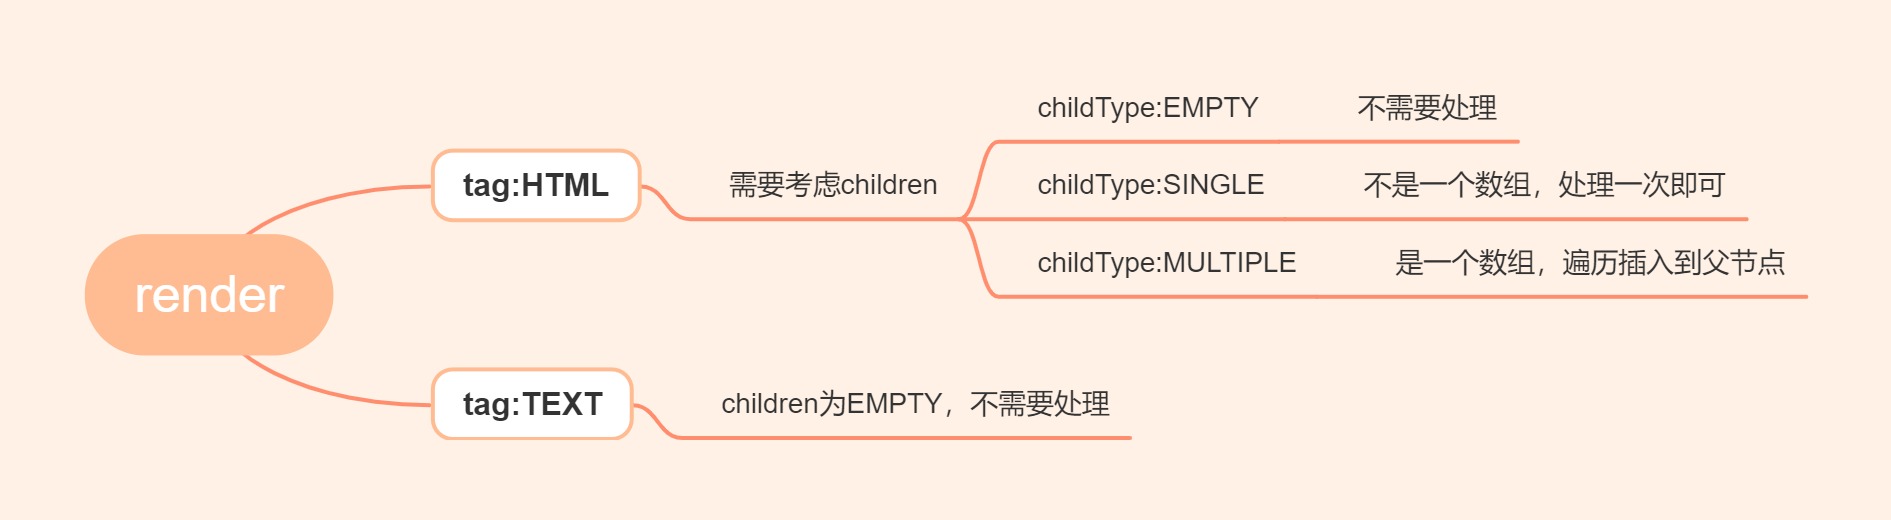 render
tag:HTML
需要考虑children
childType:EMPTY
不需要处理
childType:SINGLE
不是一个数组，处理一次即可
childType:MULTIPLE
是一个数组，遍历插入到父节点
tag:TEXT
children为EMPTY，不需要处理